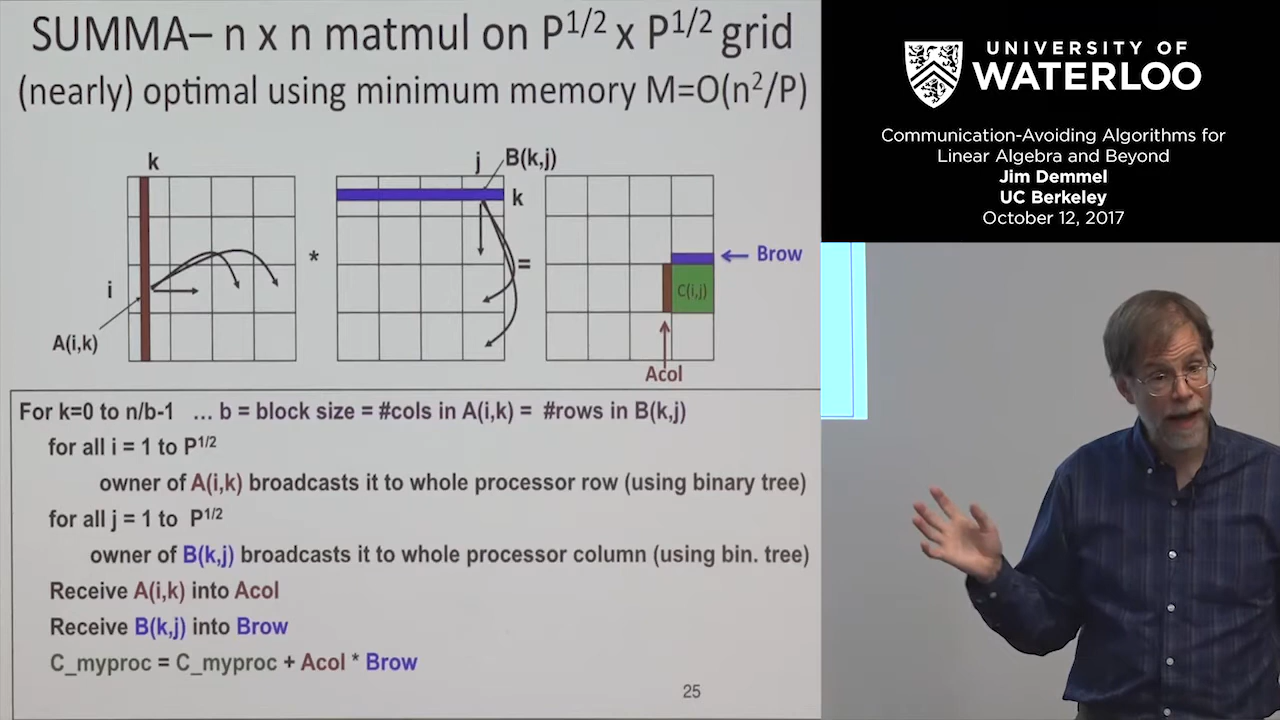 SUMMA– n x n matmul on P1/2 x P1/2 grid
(nearly) optimal using minimum memory M=O(n2/P)
k
j
B(k,j)
k
*
=
Brow
i
C(i,j)
A(i,k)
Acol
For k=0 to n/b-1 ... b = block size = #cols in A(i,k) = #rows in B(k,j)
for all i = 1 to P1/2
owner of A(i,k) broadcasts it to whole processor row (using binary tree)
for all j = 1 to P1/2
owner of B(k,j) broadcasts it to whole processor column (using bin. tree)
Receive A(i,k) into Acol
Receive B(k,j) into Brow
C_myproc = C_myproc + Acol * Brow
25
UNIVERSITY OF
WATERLOO
Communication-Avoiding Algorithms for
Linear Algebra and Beyond
Jim Demmel
UC Berkeley
October 12, 2017